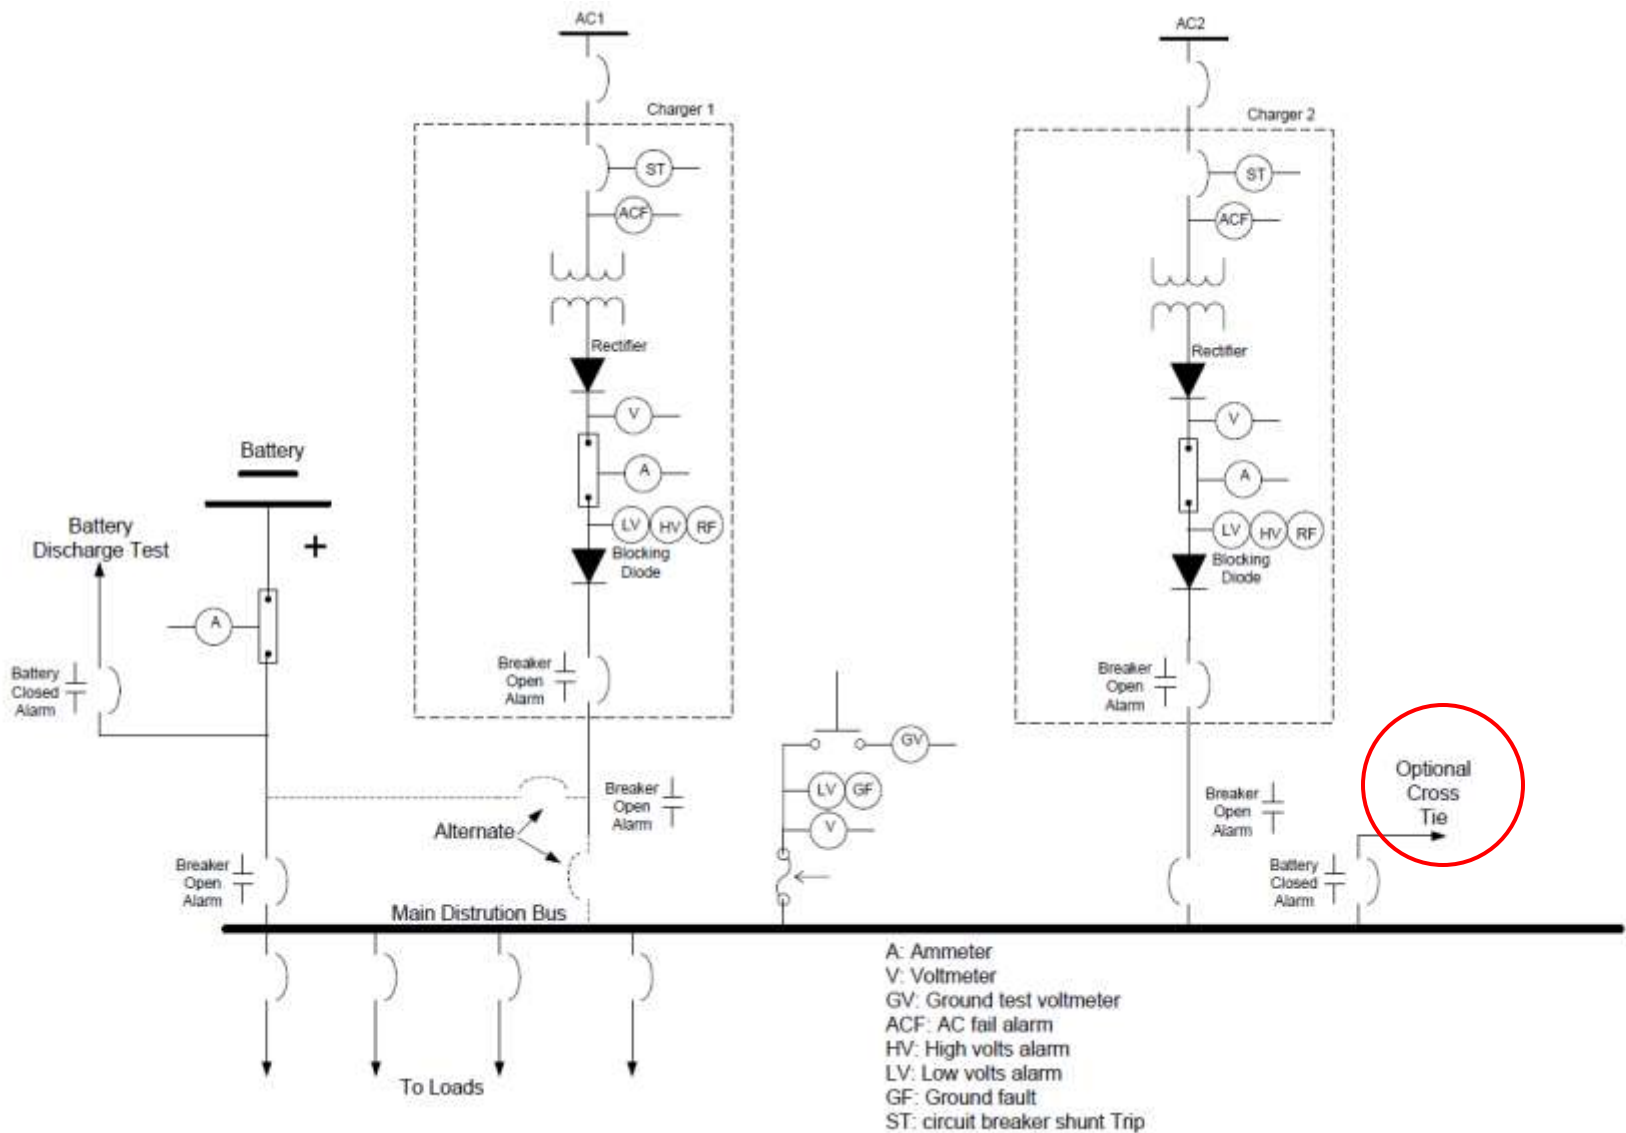 AC1
AC2
Charger 1
Charger 2
ST
ST
ACF
ACF
Rectifier
Rectifier
V
V
Battery
A
A
Battery
Discharge Test
+
LV HV RF
LV HV RF
Blocking
Diode
Blocking
Diode
A
Breaker
Open
Alarm
Breaker
Open
Alarm
Battery
Closed
Alarm
GV
Optional
Cross
Tie
Breaker
Open
Alarm
LV GF
Breaker
Open
Alarm
V
Alternate
Breaker
Open
Alarm
Battery
Closed
Alarm
Main Distrution Bus
A: Ammeter
V: Voltmeter
GV: Ground test voltmeter
ACF: AC fail alarm
HV: High volts alarm
LV: Low volts alarm
GF: Ground fault
ST: circuit breaker shunt Trip
To Loads